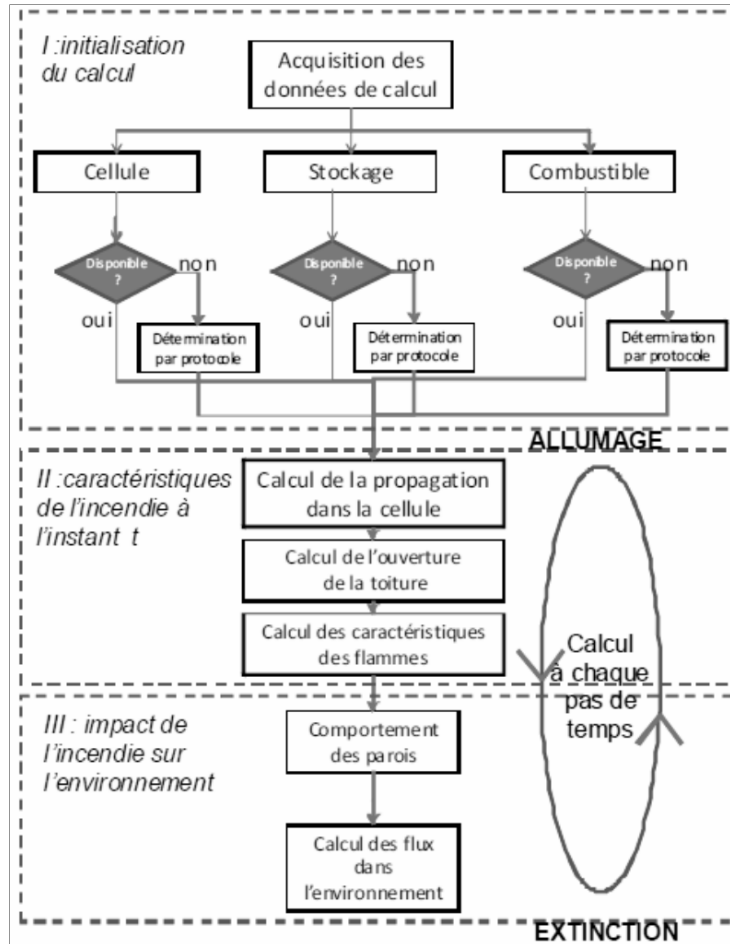 I :initialisation
du calcul
Acquisition des
données de calcul
Cellule
Stockage
Combustible
Disponible
?
non
oui
Disponible
?
non
oui
Disponible
?
non
oui
Détermination
par protocole
Détermination
par protocole
Détermination
par protocole
ALLUMAGE
II :caractéristiques
de l'incendie à
l'instant t
Calcul de la propagation
dans la cellule
Calcul de l'ouverture
de la toiture
Calcul des caractéristiques
des flammes
Calcul
à chaque
pas de
temps
III : impact de
l'incendie sur
l'environnement
Comportement
des parois
Calcul des flux
dans
l'environnement
EXTINCTION